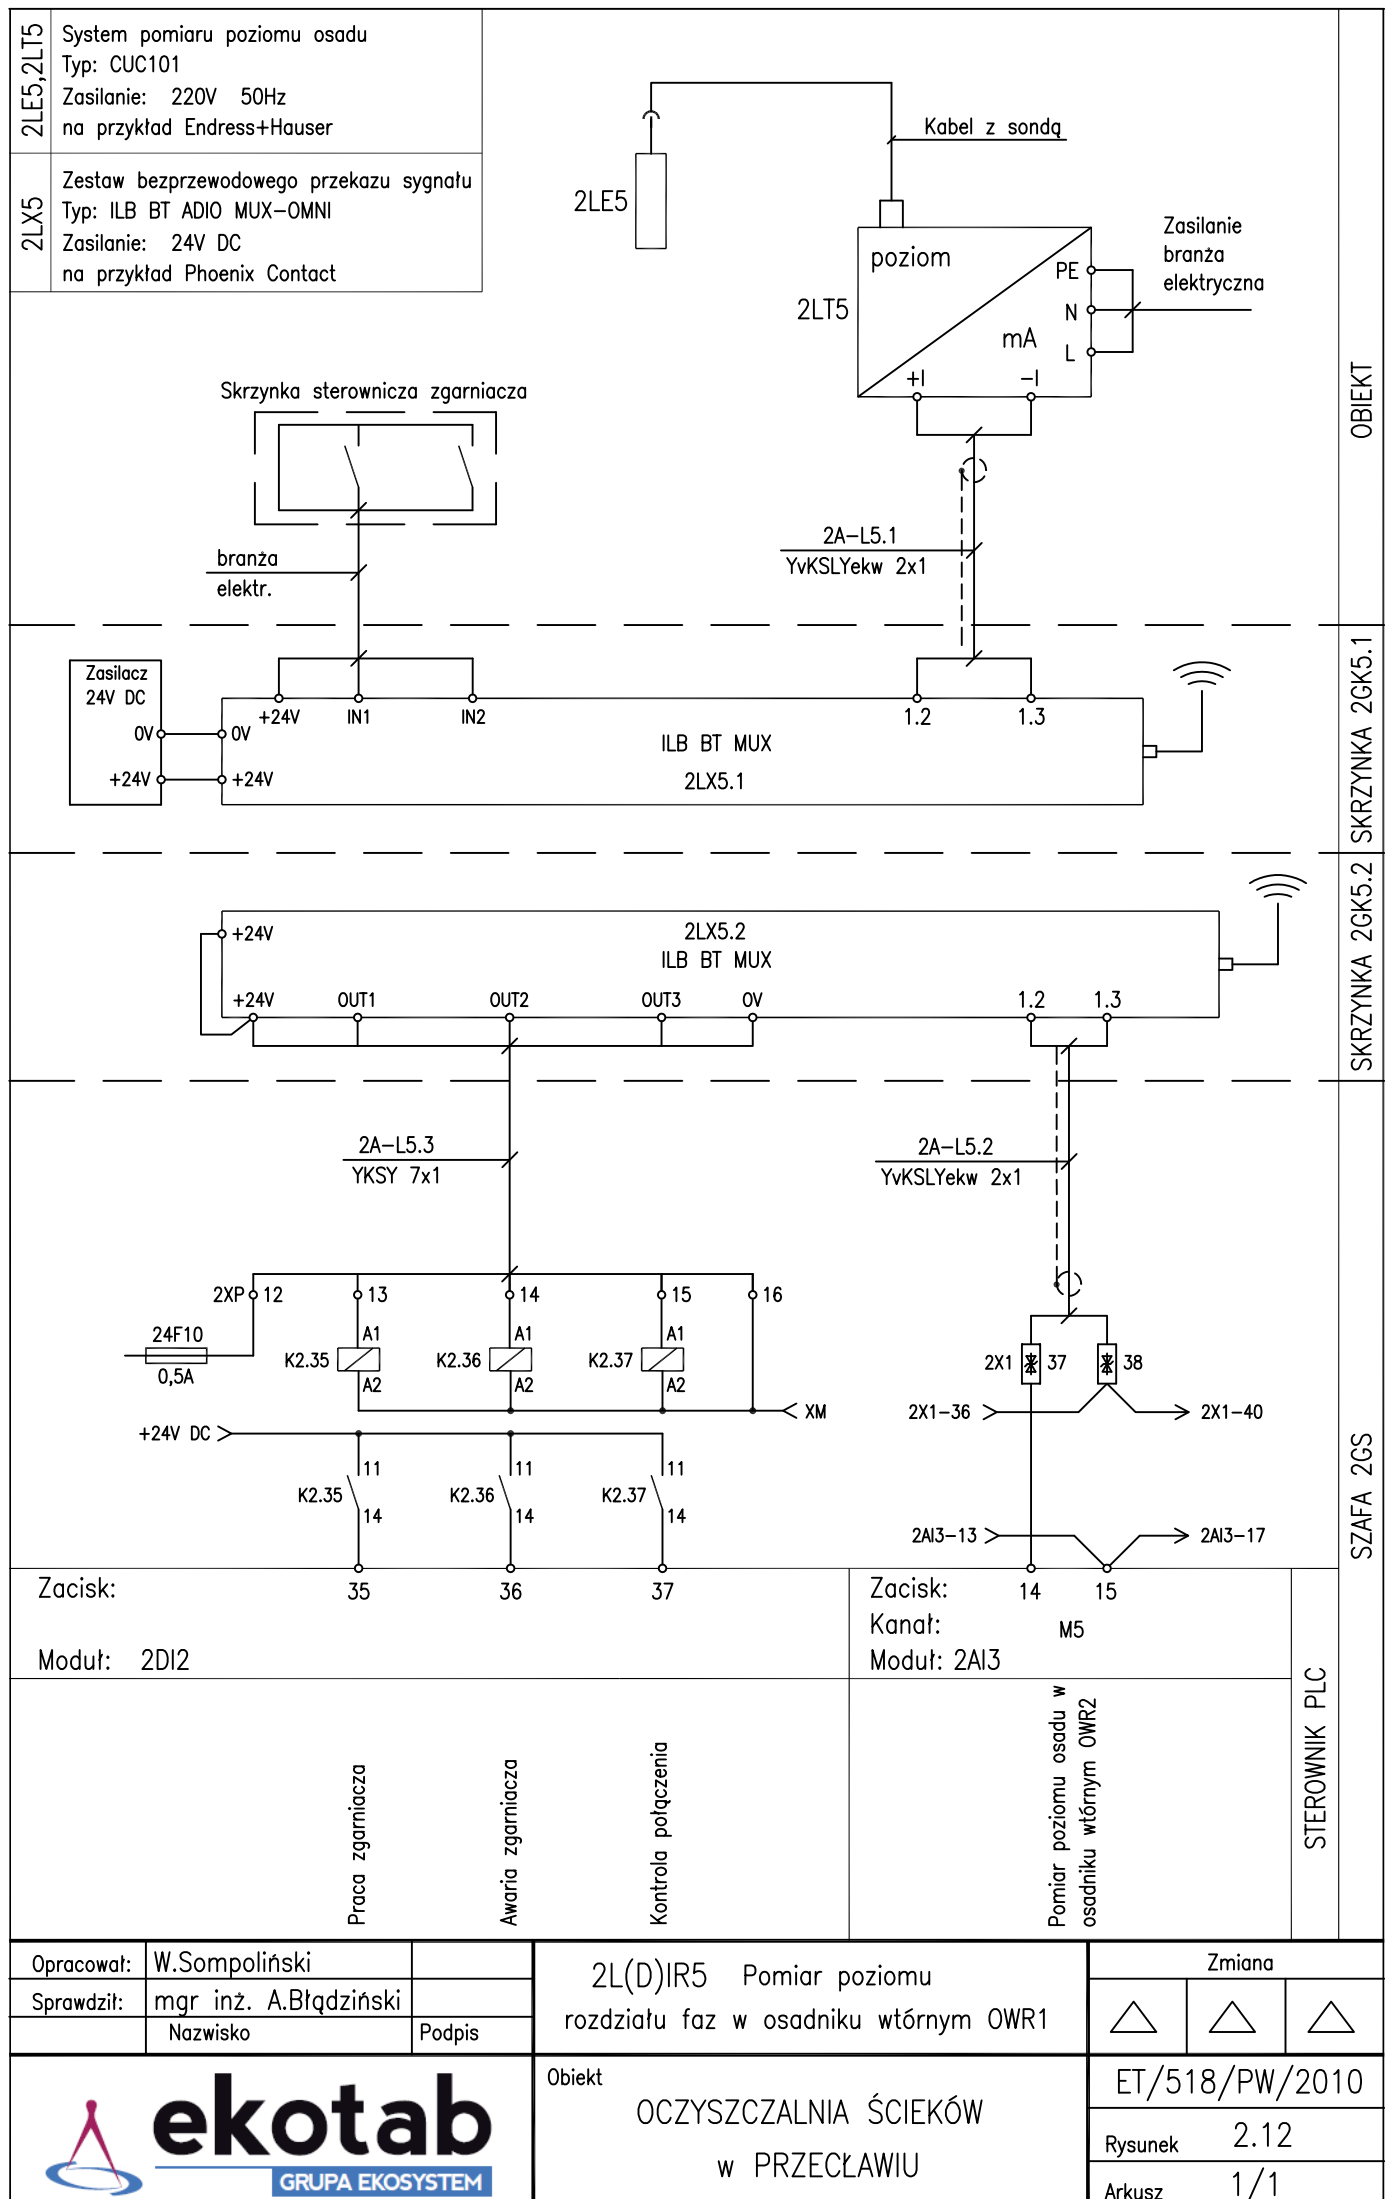 2LE5,2LT5
System pomiaru poziomu osadu
Typ: CUC101
Zasilanie: 220V 50Hz
na przykład Endress+Hauser
2LX5
Zestaw bezprzewodowego przekazu sygnału
Typ: ILB BT ADIO MUX-OMNI
Zasilanie: 24V DC
na przykład Phoenix Contact
Kabel z sondą
2LE5
poziom
2LT5
mA
PE
N
L
+I
-I
Zasilanie
branża
elektryczna
OBIEKT
Skrzynka sterownicza zgarniacza
branża
elektr.
2A-L5.1
YvKSLYekw 2x1
SKRZYNKA 2GK5.1
Zasilacz
24V DC
0V
+24V
0V
+24V
+24V
IN1
IN2
1.2
1.3
ILB BT MUX
2LX5.1
SKRZYNKA 2GK5.2
+24V
2LX5.2
ILB BT MUX
+24V
OUT1
OUT2
OUT3
0V
1.2
1.3
2A-L5.3
YKSY 7x1
2A-L5.2
YvKSLYekw 2x1
SZAFA 2GS
2XP
12
13
14
15
16
24F10
0,5A
K2.35
A1
A2
K2.36
A1
A2
K2.37
A1
A2
XM
2X1
37
38
2X1-36
2X1-40
+24V DC
K2.35
11
14
K2.36
11
14
K2.37
11
14
2AI3-13
2AI3-17
Zacisk:
35
36
37
Moduł: 2DI2
Zacisk:
14
15
Kanał:
M5
Moduł: 2AI3
STEROWNIK PLC
Praca zgarniacza
Awaria zgarniacza
Kontrola połączenia
Pomiar poziomu osadu w
osadniku wtórnym OWR2
Opracował:
W.Sompoliński
Sprawdził:
mgr inż. A.Błądziński
Nazwisko
Podpis
2L(D)IR5 Pomiar poziomu
rozdziału faz w osadniku wtórnym OWR1
Zmiana
ekotab
GRUPA EKOSYSTEM
Obiekt
OCZYSZCZALNIA ŚCIEKÓW
w PRZECŁAWIU
ET/518/PW/2010
Rysunek 2.12
Arkusz 1/1